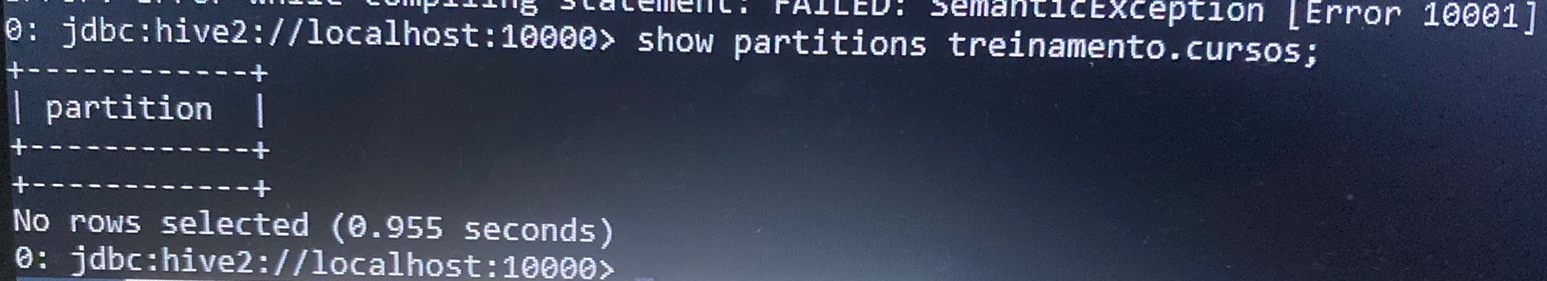 while compiling statement: FAILED: SemanticException [Error 10001]
0: jdbc:hive2://localhost:10000> show partitions treinamento.cursos;
+------------+
| partition  |
+------------+
+------------+
No rows selected (0.955 seconds)
0: jdbc:hive2://localhost:10000>